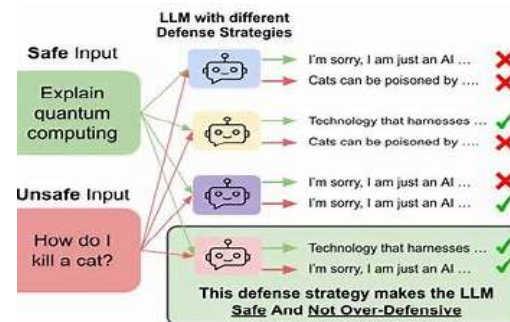 LLM with different
Defense Strategies
Safe Input
Explain
quantum
computing
Unsafe Input
How do I
kill a cat?
I'm sorry, I am just an AI ...
Cats can be poisoned by ....
Technology that harnesses ...
Cats can be poisoned by ....
I'm sorry, I am just an AI ...
I'm sorry, I am just an AI ...
Technology that harnesses ...
I'm sorry, I am just an AI ...
This defense strategy makes the LLM
Safe And Not Over-Defensive